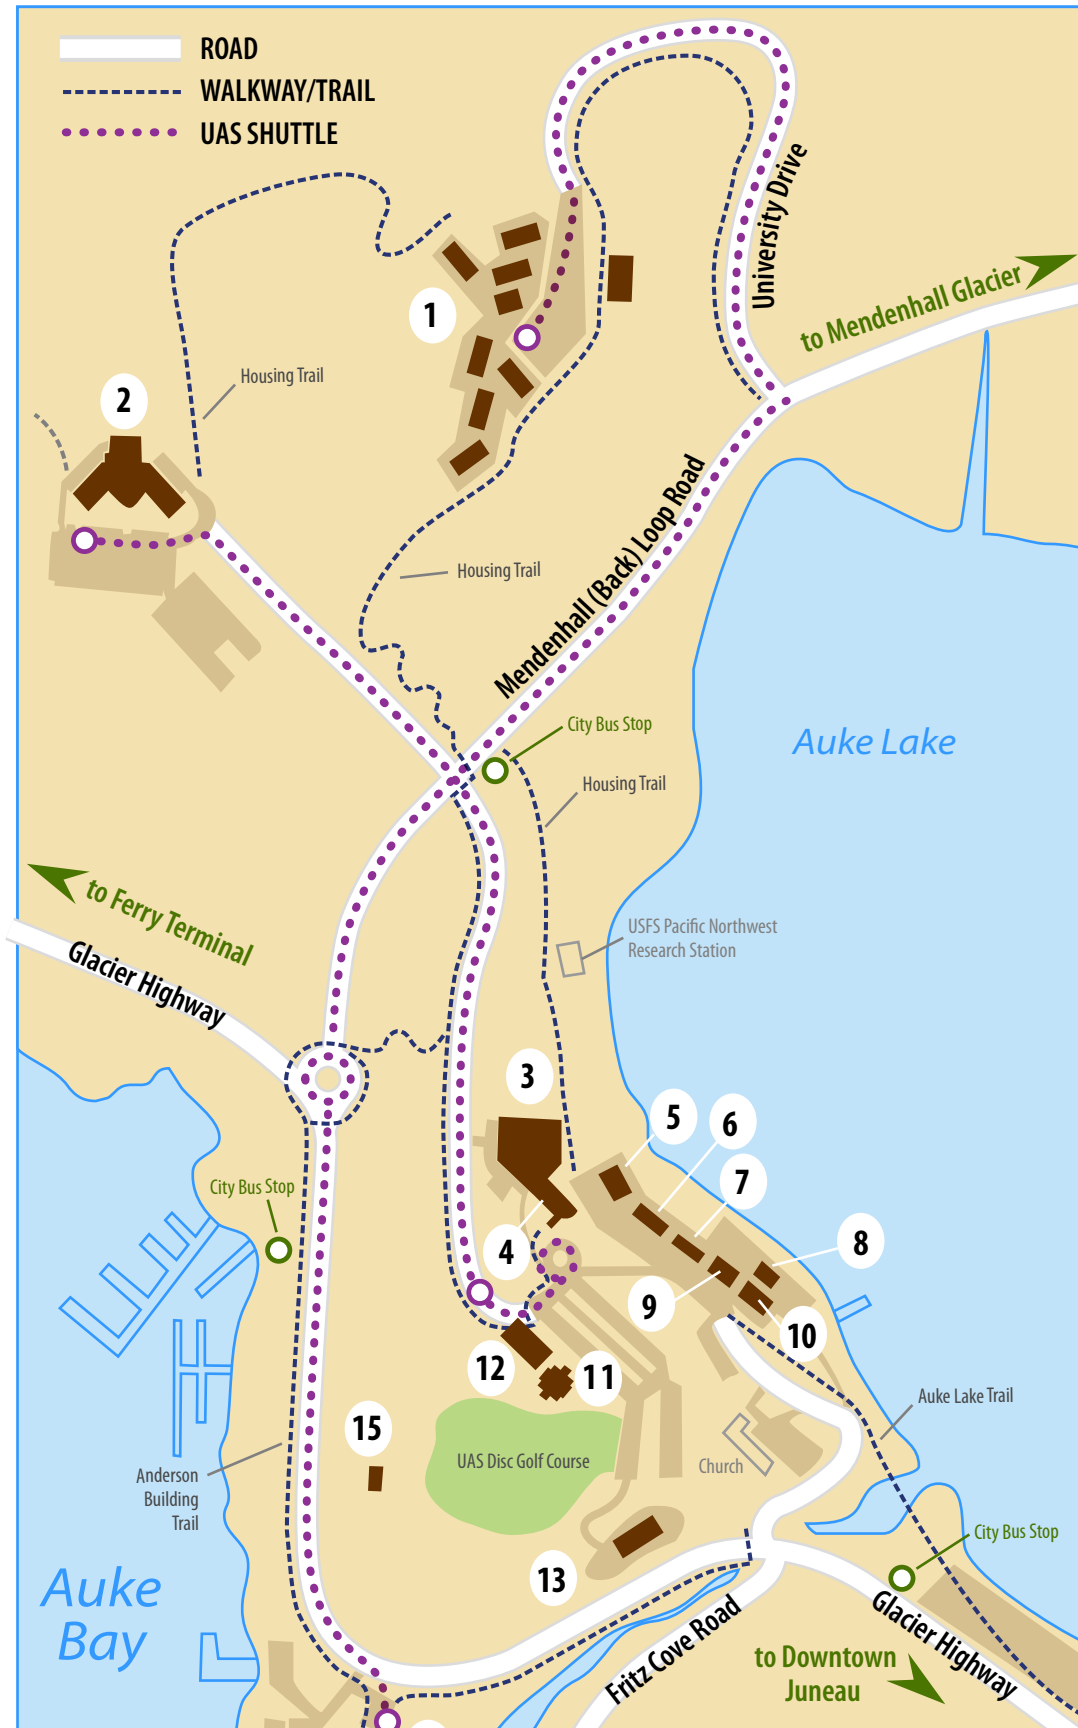 ROAD
WALKWAY/TRAIL
UAS SHUTTLE
University Drive
to Mendenhall Glacier
1
Housing Trail
2
Mendenhall (Back) Loop Road
Housing Trail
City Bus Stop
Auke Lake
Housing Trail
to Ferry Terminal
Glacier Highway
USFS Pacific Northwest
Research Station
3
5
6
7
City Bus Stop
4
8
9
10
12
11
Auke Lake Trail
15
UAS Disc Golf Course
Church
Anderson
Building
Trail
City Bus Stop
13
Auke
Bay
Glacier Highway
Fritz Cove Road
to Downtown
Juneau